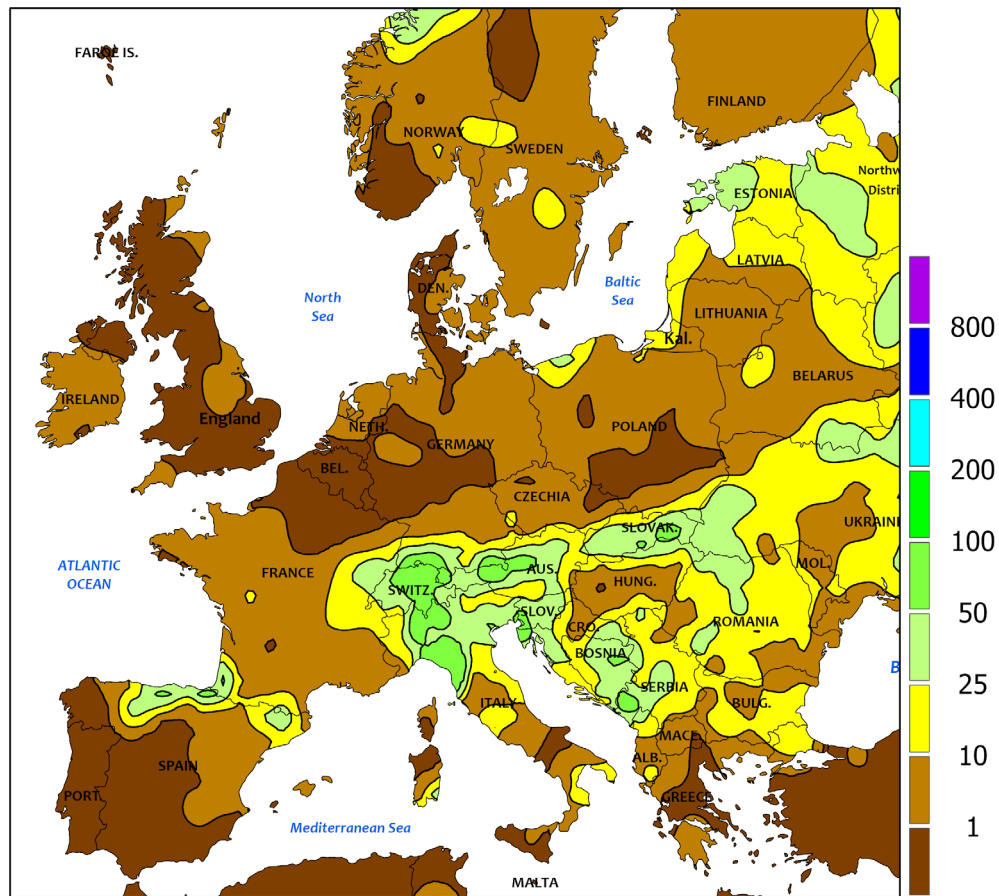 FAROE IS.
FINLAND
NORWAY
SWEDEN
Northw
Distri
ESTONIA
LATVIA
North
Sea
Baltic
Sea
DEN.
LITHUANIA
Kal.
BELARUS
IRELAND
England
NETH.
GERMANY
POLAND
BEL.
CZECHIA
SLOVAK.
UKRAINI
ATLANTIC
OCEAN
FRANCE
SWITZ.
AUS.
HUNG.
MOL.
SLOV.
CRO.
ROMANIA
BOSNIA
SERBIA
B
ITALY
BULG.
MACE.
ALB.
SPAIN
PORT.
GREECE
Mediterranean Sea
MALTA
800
400
200
100
50
25
10
1